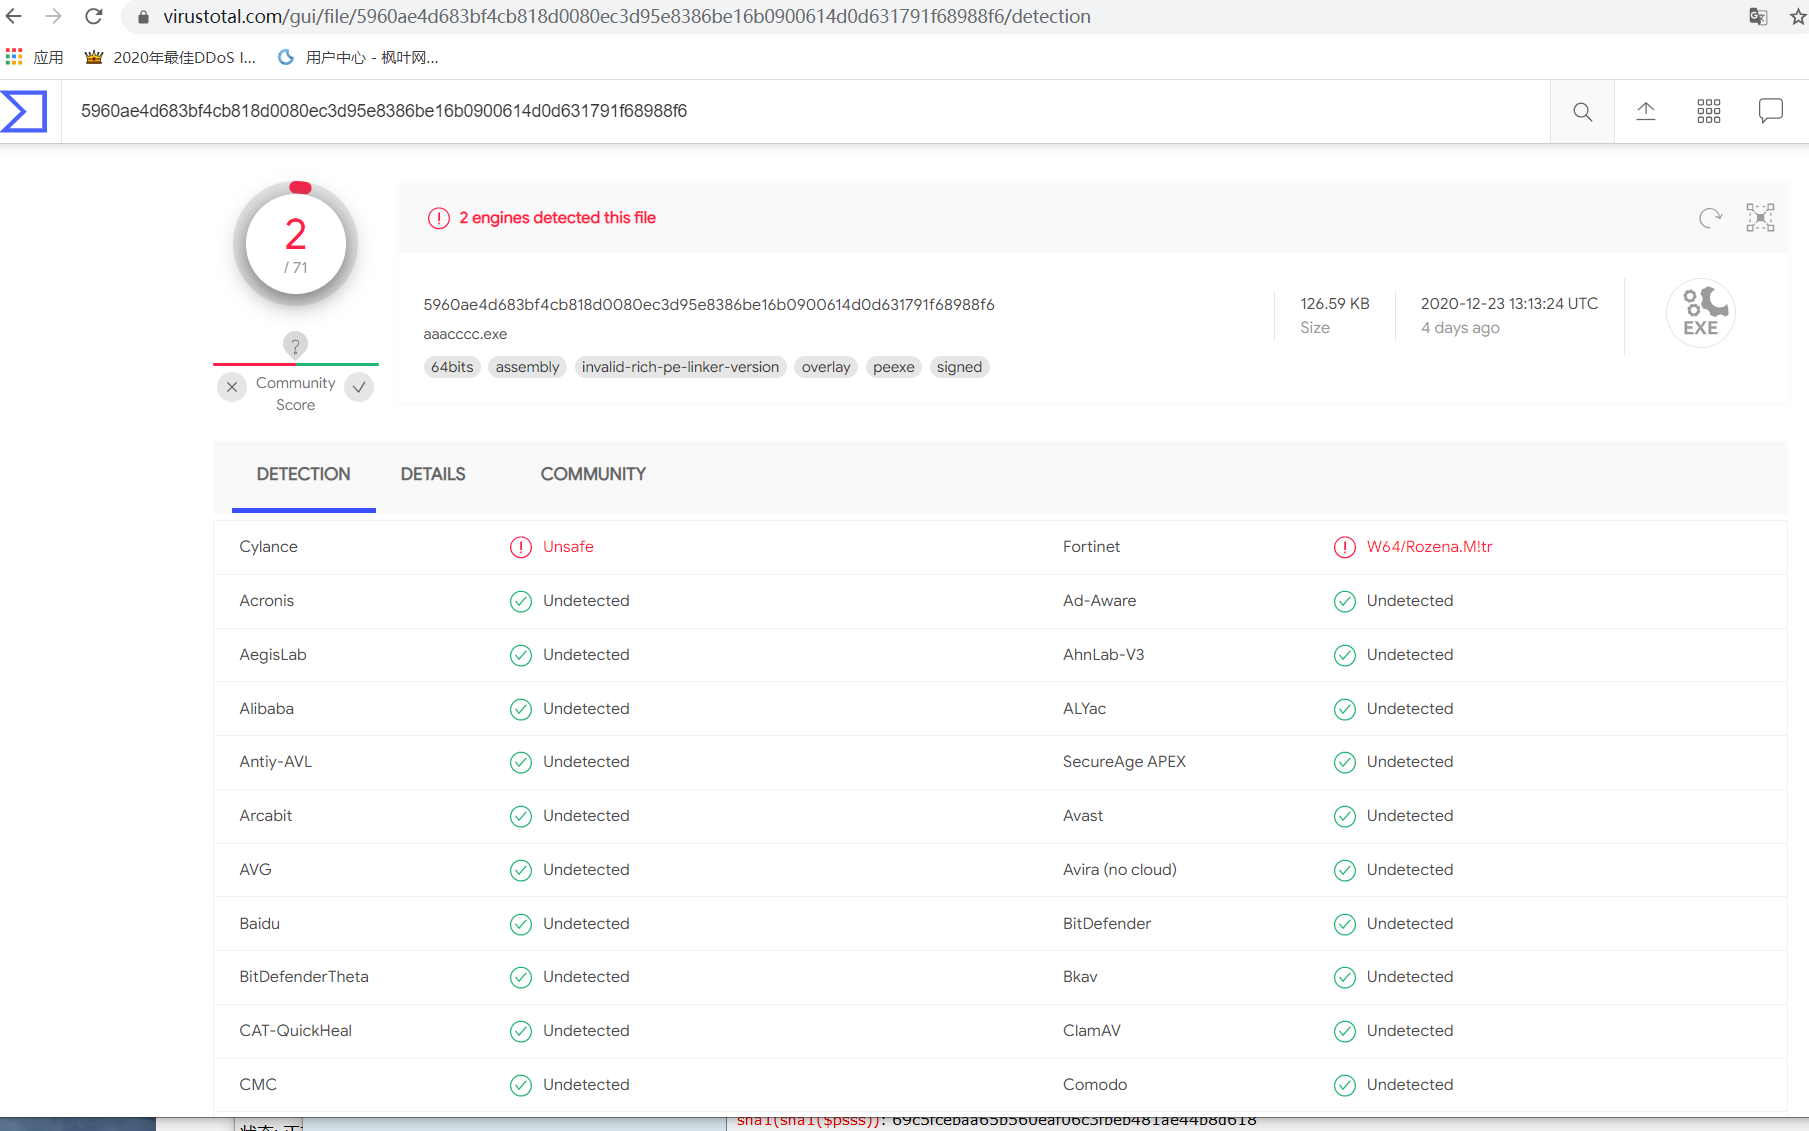 virustotal.com/gui/file/5960ae4d683bf4cb818d0080ec3d95e8386be16b0900614d0d631791f68988f6/detection
应用 2020年最佳DDoS I... 用户中心 - 枫叶网...
5960ae4d683bf4cb818d0080ec3d95e8386be16b0900614d0d631791f68988f6
2
/ 71
2 engines detected this file
5960ae4d683bf4cb818d0080ec3d95e8386be16b0900614d0d631791f68988f6
aaacccc.exe
64bits assembly invalid-rich-pe-linker-version overlay peexe signed
126.59 KB
Size
2020-12-23 13:13:24 UTC
4 days ago
EXE
?
Community
Score
DETECTION DETAILS COMMUNITY
Cylance Unsafe Fortinet W64/Rozena.M!tr
Acronis Undetected Ad-Aware Undetected
AegisLab Undetected AhnLab-V3 Undetected
Alibaba Undetected ALYac Undetected
Antiy-AVL Undetected SecureAge APEX Undetected
Arcabit Undetected Avast Undetected
AVG Undetected Avira (no cloud) Undetected
Baidu Undetected BitDefender Undetected
BitDefenderTheta Undetected Bkav Undetected
CAT-QuickHeal Undetected ClamAV Undetected
CMC Undetected Comodo Undetected
sha1(sha1($psss)):